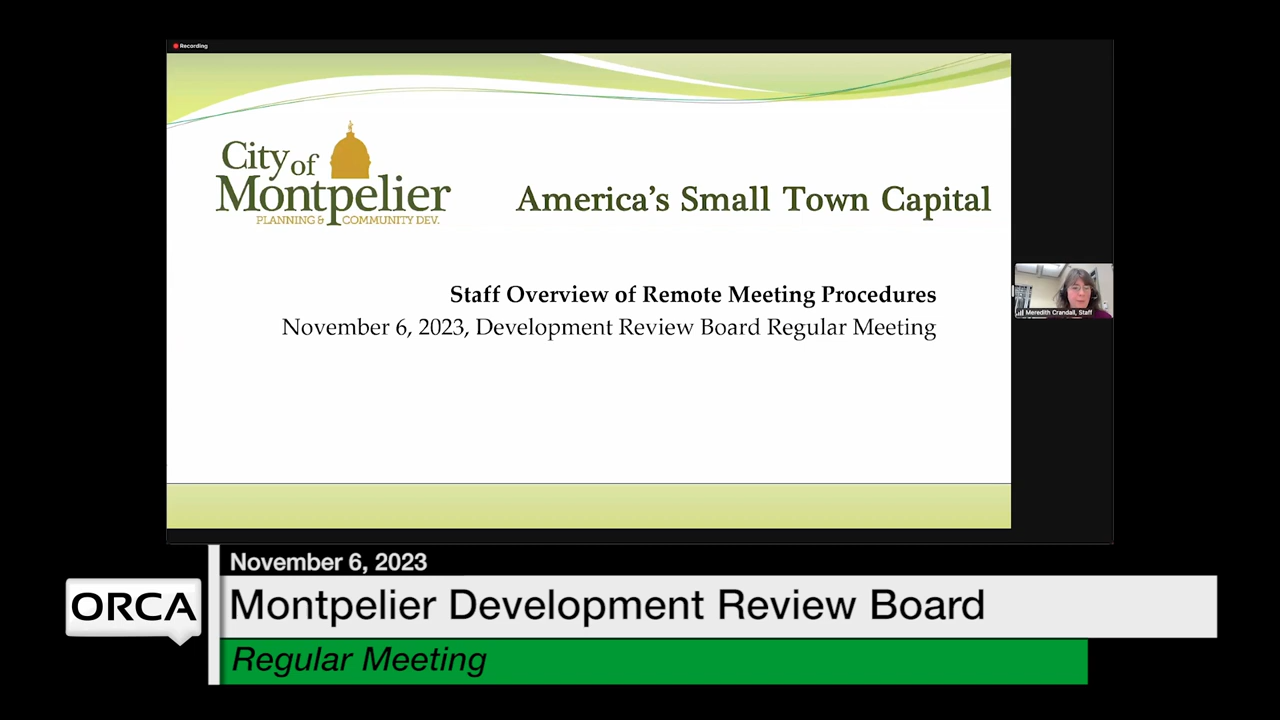 Recording
City of
Montpelier
PLANNING & COMMUNITY DEV.
America's Small Town Capital
Staff Overview of Remote Meeting Procedures
November 6, 2023, Development Review Board Regular Meeting
Meredith Crandall, Staff
November 6, 2023
ORCA
Montpelier Development Review Board
Regular Meeting